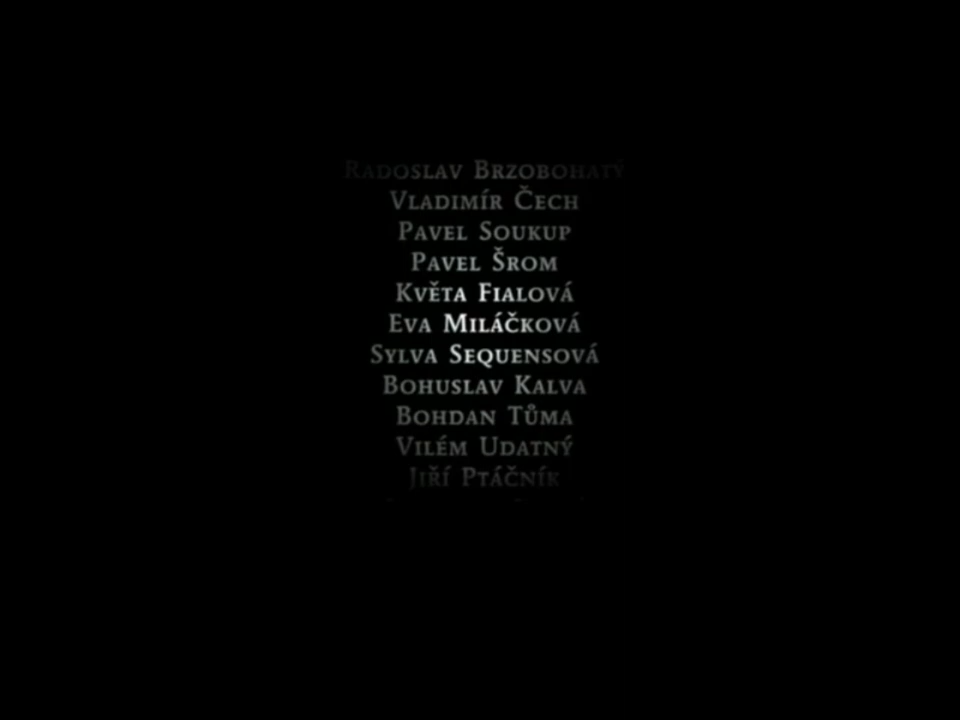 Radoslav Brzobohatý
Vladimír Čech
Pavel Soukup
Pavel Šrom
Květa Fialová
Eva Miláčková
Sylva Sequensová
Bohuslav Kalva
Bohdan Tůma
Vilém Udatný
Jiří Ptáčník